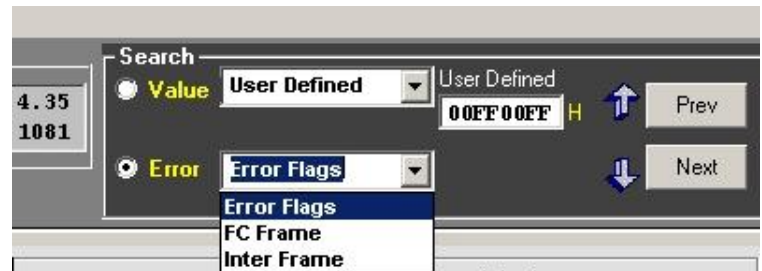 Search
4.35
1081
Value User Defined
User Defined
00FF00FF H
Prev
Error Error Flags
Next
Error Flags
FC Frame
Inter Frame